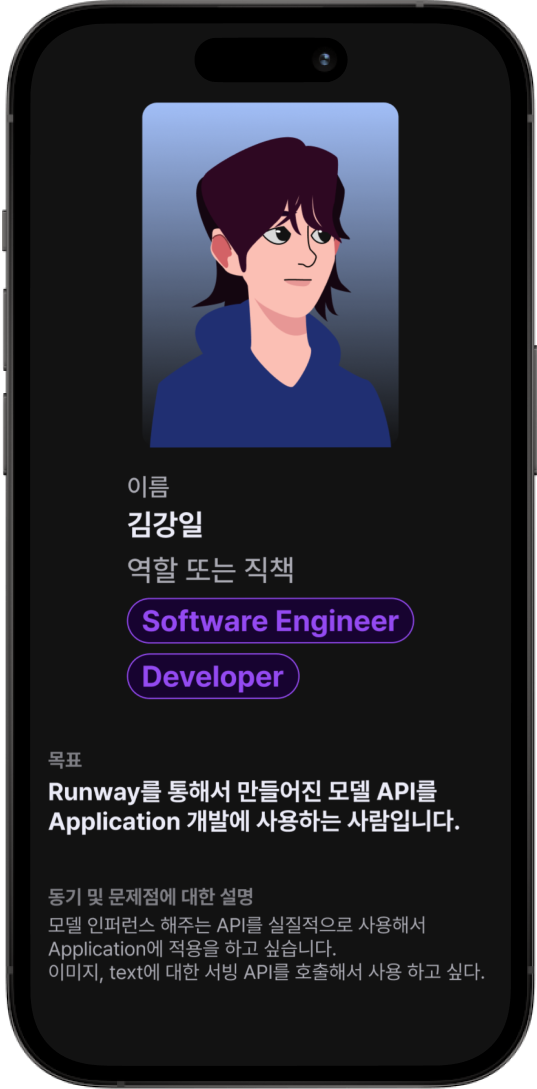 이름
김강일
역할 또는 직책
Software Engineer
Developer
목표
Runway를 통해서 만들어진 모델 API를
Application 개발에 사용하는 사람입니다.
동기 및 문제점에 대한 설명
모델 인퍼런스 해주는 API를 실질적으로 사용해서
Application에 적용을 하고 싶습니다.
이미지, text에 대한 서빙 API를 호출해서 사용 하고 싶다.